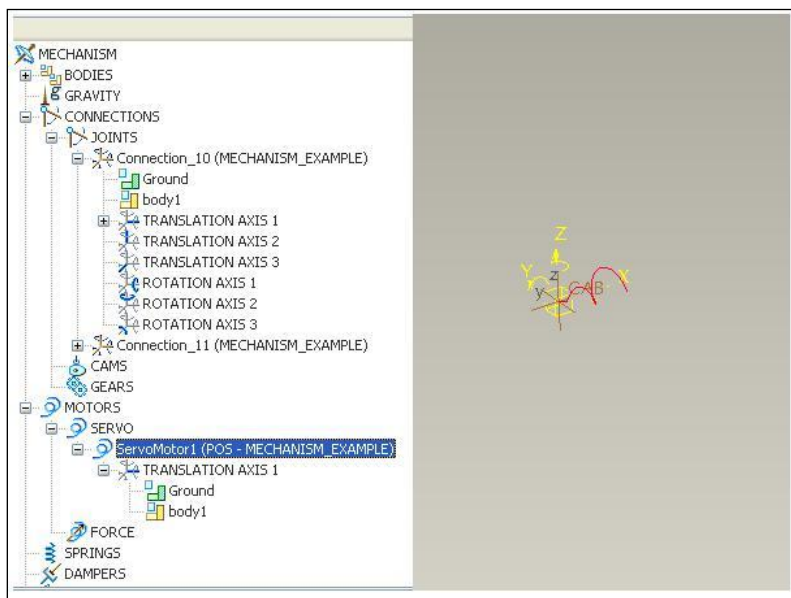 MECHANISM
BODIES
GRAVITY
CONNECTIONS
JOINTS
Connection_10 (MECHANISM_EXAMPLE)
Ground
body1
TRANSLATION AXIS 1
TRANSLATION AXIS 2
TRANSLATION AXIS 3
ROTATION AXIS 1
ROTATION AXIS 2
ROTATION AXIS 3
Connection_11 (MECHANISM_EXAMPLE)
CAMS
GEARS
MOTORS
SERVO
ServoMotor1 (POS - MECHANISM_EXAMPLE)
TRANSLATION AXIS 1
Ground
body1
FORCE
SPRINGS
DAMPERS
Z
Y
z
X
y
CAB